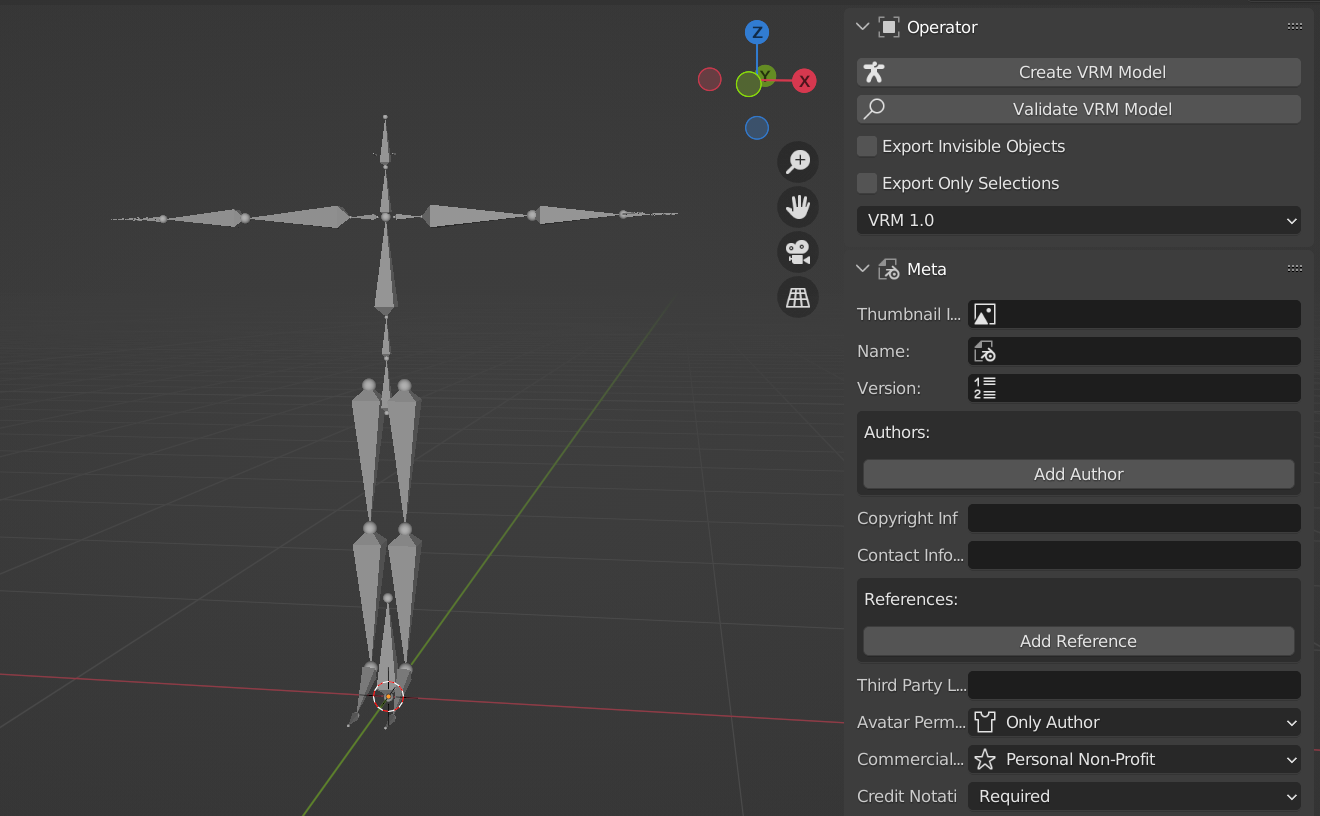 Z
Y
X
Operator
Create VRM Model
Validate VRM Model
Export Invisible Objects
Export Only Selections
VRM 1.0
Meta
Thumbnail I...
Name:
Version:
1
2
Authors:
Add Author
Copyright Inf
Contact Info...
References:
Add Reference
Third Party L...
Avatar Perm... Only Author
Commercial... Personal Non-Profit
Credit Notati Required